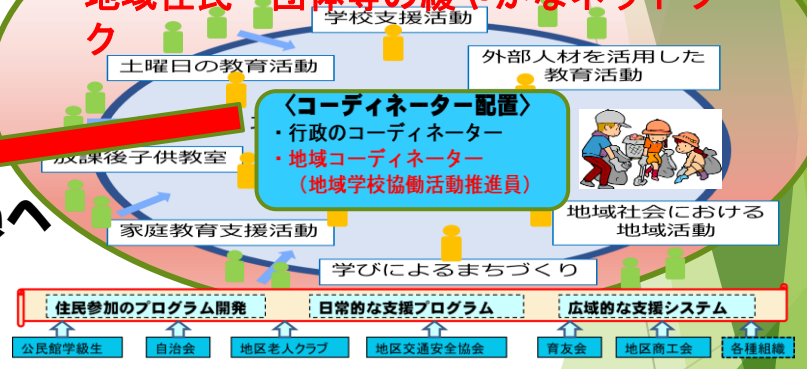 地域住民・団体等の緩やかなネットワー
ク
学校支援活動
土曜日の教育活動
外部人材を活用した
教育活動
〈コーディネーター配置〉
・行政のコーディネーター
・地域コーディネーター
（地域学校協働活動推進員）
放課後子供教室
へ
家庭教育支援活動
地域社会における
地域活動
学びによるまちづくり
住民参加のプログラム開発
日常的な支援プログラム
広域的な支援システム
公民館学級生
自治会
地区老人クラブ
地区交通安全協会
育友会
地区商工会
各種組織